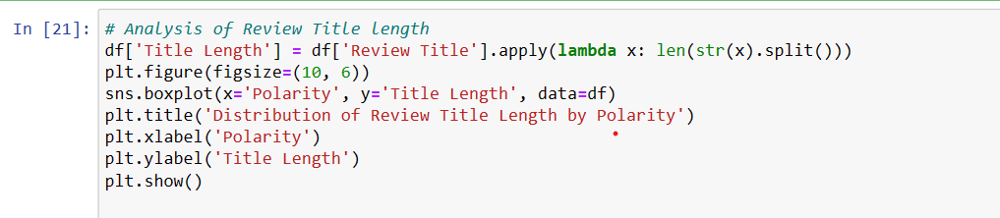 In [21]: # Analysis of Review Title length
df['Title Length'] = df['Review Title'].apply(lambda x: len(str(x).split()))
plt.figure(figsize=(10, 6))
sns.boxplot(x='Polarity', y='Title Length', data=df)
plt.title('Distribution of Review Title Length by Polarity')
plt.xlabel('Polarity')
plt.ylabel('Title Length')
plt.show()